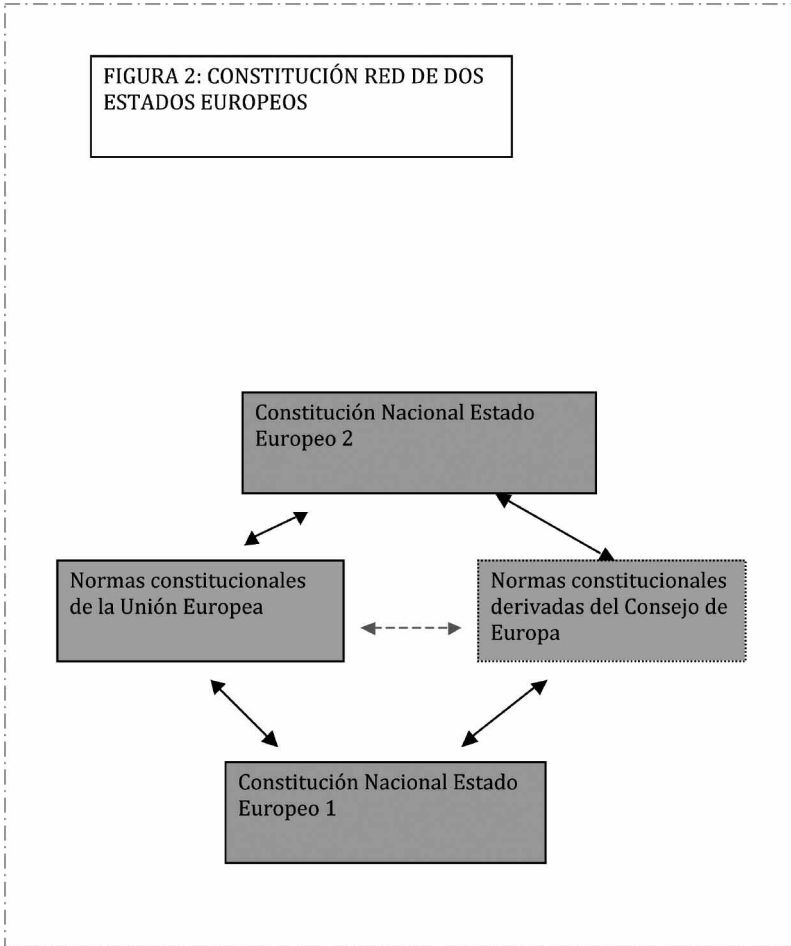 FIGURA 2: CONSTITUCIÓN RED DE DOS
ESTADOS EUROPEOS
Constitución Nacional Estado
Europeo 2
Normas constitucionales
de la Unión Europea
Normas constitucionales
derivadas del Consejo de
Europa
Constitución Nacional Estado
Europeo 1